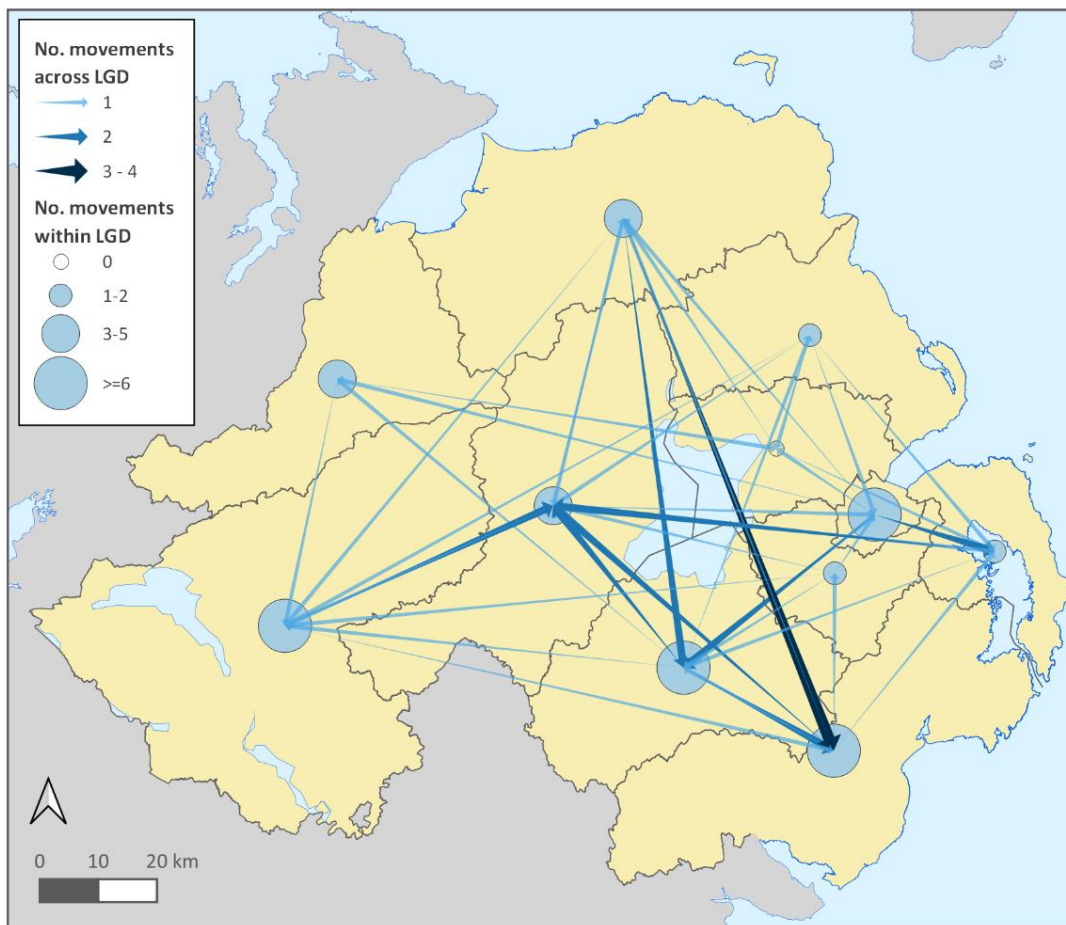 No. movements
across LGD
1
2
3 - 4
No. movements
within LGD
0
1-2
3-5
>=6
0 10 20 km